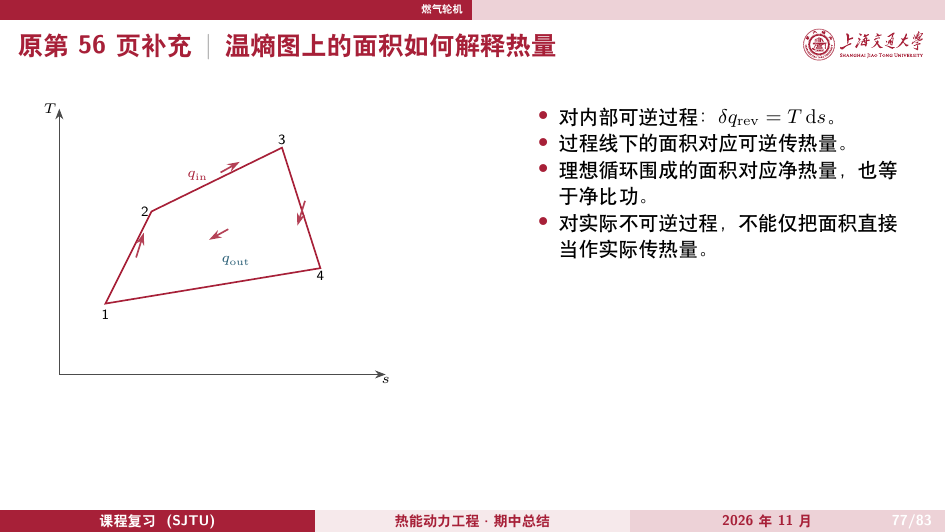 燃气轮机
原第 56 页补充 | 温熵图上的面积如何解释热量
上海交通大学
SHANGHAI JIAO TONG UNIVERSITY
T
3
q_in
2
q_out
4
1
s
• 对内部可逆过程：δq_rev = T ds。
• 过程线下的面积对应可逆传热量。
• 理想循环围成的面积对应净热量，也等
于净比功。
• 对实际不可逆过程，不能仅把面积直接
当作实际传热量。
课程复习 (SJTU)
热能动力工程 · 期中总结
2026 年 11 月
77/83